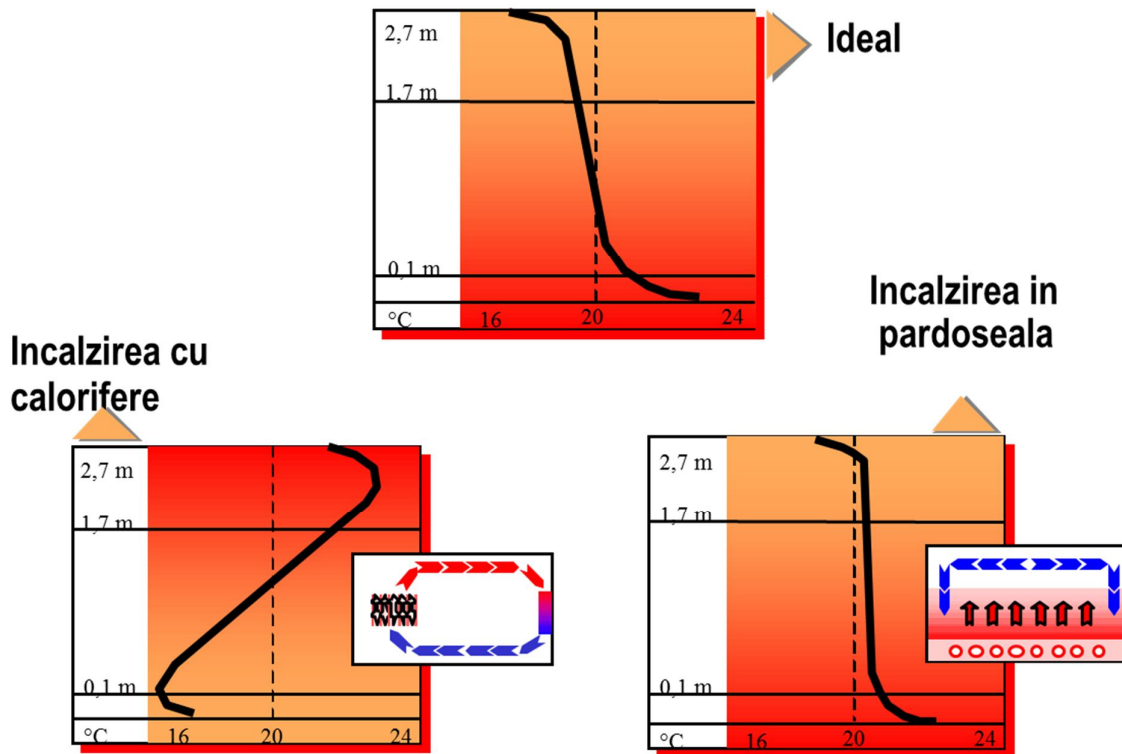 Ideal
2,7 m
1,7 m
0,1 m
°C 16 20 24
Incalzirea cu
calorifere
2,7 m
1,7 m
0,1 m
°C 16 20 24
Incalzirea in
pardoseala
2,7 m
1,7 m
0,1 m
°C 16 20 24